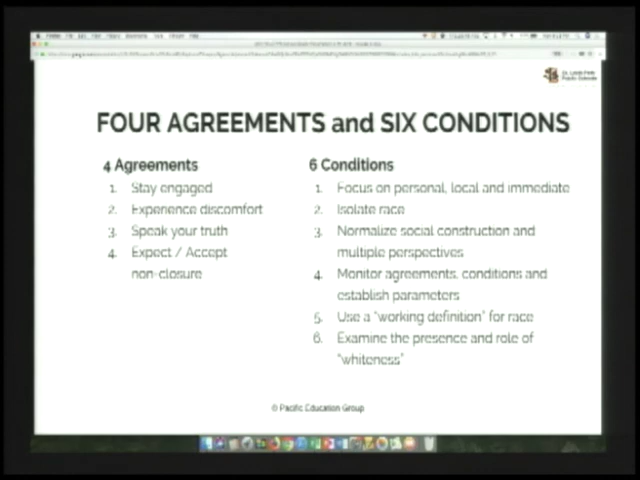 FOUR AGREEMENTS and SIX CONDITIONS
4 Agreements
1. Stay engaged
2. Experience discomfort
3. Speak your truth
4. Expect / Accept
non-closure
6 Conditions
1. Focus on personal, local and immediate
2. Isolate race
3. Normalize social construction and
multiple perspectives
4. Monitor agreements, conditions and
establish parameters
5. Use a "working definition" for race
6. Examine the presence and role of
"whiteness"
© Pacific Education Group
Public Schools